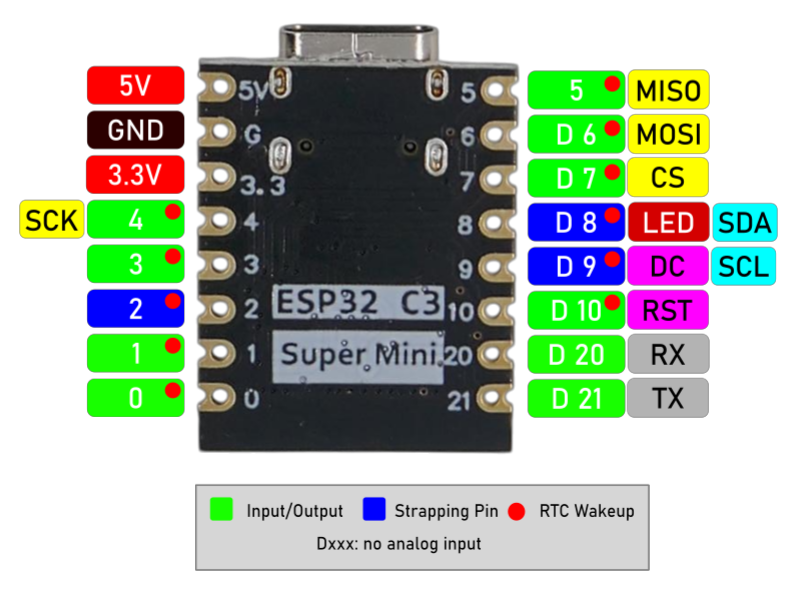 5V 5V 5 5 MISO
GND G 6 D 6 MOSI
3.3V 3.3 7 D 7 CS
SCK 4 4 8 D 8 LED SDA
3 3 9 D 9 DC SCL
2 2 ESP32 C3 10 D 10 RST
1 1 Super Mini 20 D 20 RX
0 0 21 D 21 TX
Input/Output Strapping Pin RTC Wakeup
Dxxx: no analog input